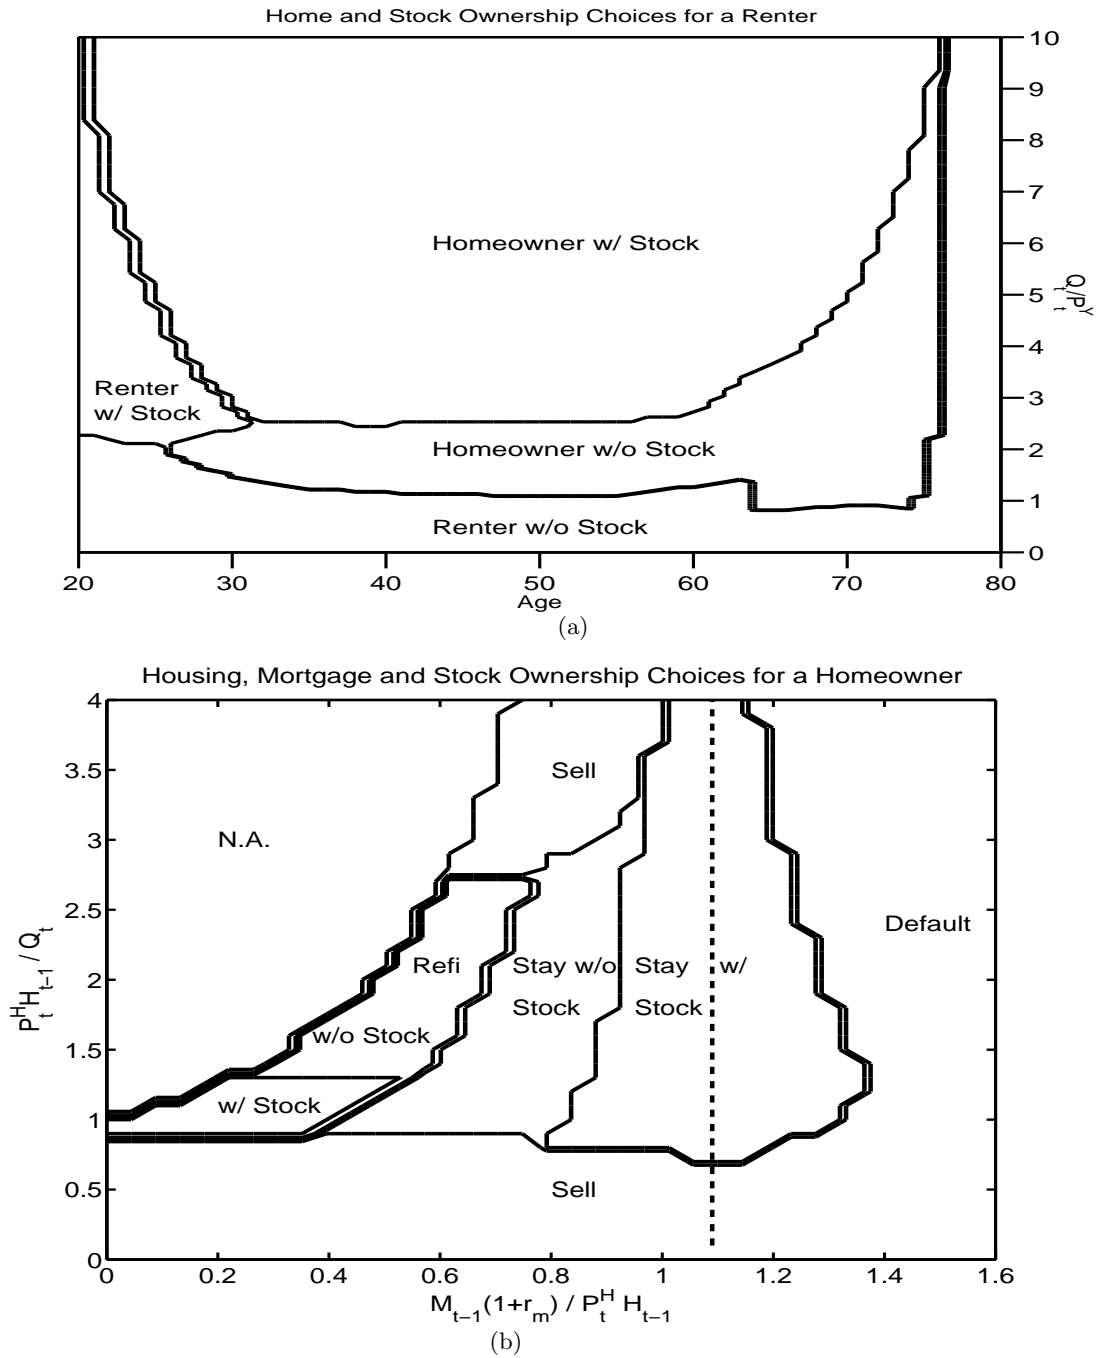 Home and Stock Ownership Choices for a Renter
10
9
8
7
Homeowner w/ Stock
6
5
Q_t/P_t^Y
4
Renter
w/ Stock
3
Homeowner w/o Stock
2
1
Renter w/o Stock
0
20 30 40 50 60 70 80
Age
(a)
Housing, Mortgage and Stock Ownership Choices for a Homeowner
4
3.5
Sell
3
N.A.
2.5
Default
P_t^H H_{t−1} / Q_t
Refi Stay w/o Stay w/
2
Stock Stock
w/o Stock
1.5
w/ Stock
1
0.5
Sell
0
0 0.2 0.4 0.6 0.8 1 1.2 1.4 1.6
M_{t−1}(1+r_m) / P_t^H H_{t−1}
(b)